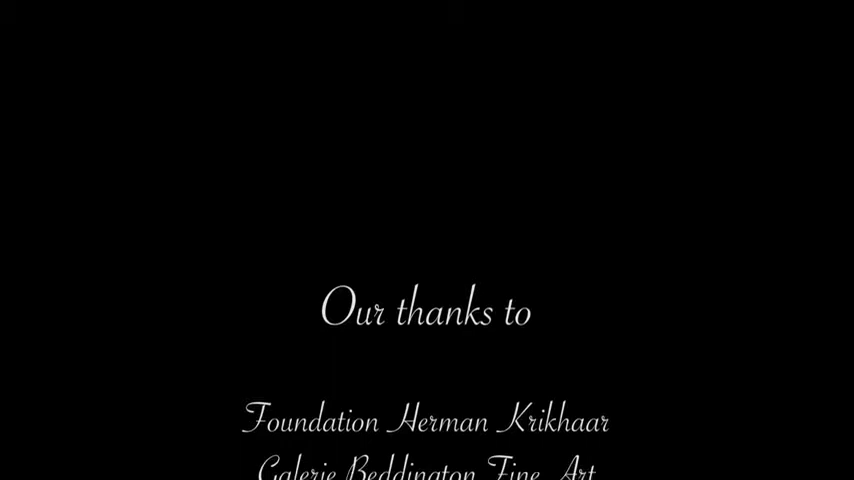 Our thanks to
Foundation Herman Krikhaar
Galerie Beddington Fine Art